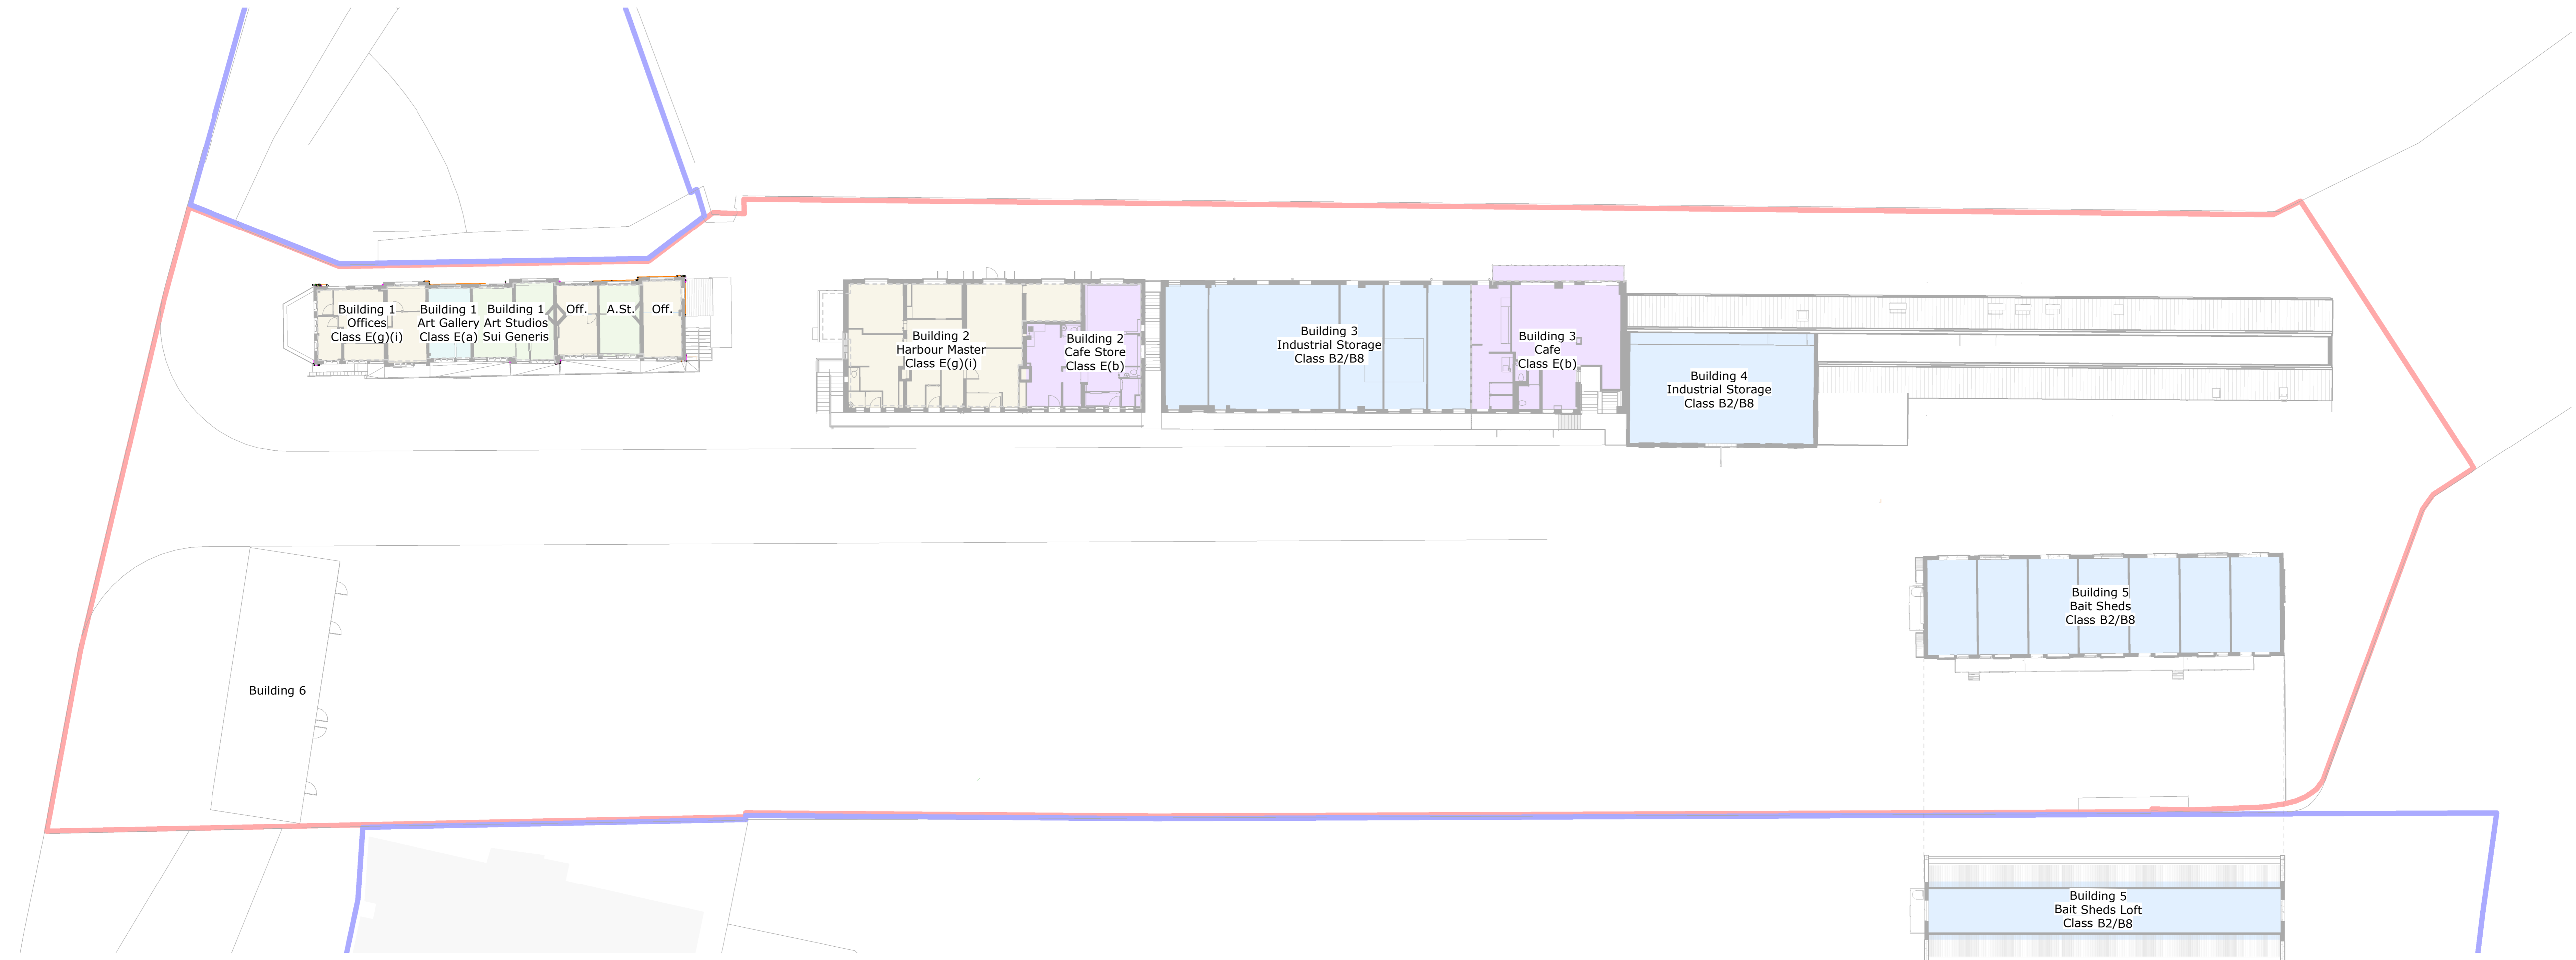 Building 1
Offices
Class E(g)(i)
Building 1
Art Gallery
Class E(a)
Building 1
Art Studios
Sui Generis
Off.
A.St.
Off.
Building 2
Harbour Master
Class E(g)(i)
Building 2
Cafe Store
Class E(b)
Building 3
Industrial Storage
Class B2/B8
Building 3
Cafe
Class E(b)
Building 4
Industrial Storage
Class B2/B8
Building 5
Bait Sheds
Class B2/B8
Building 6
Building 5
Bait Sheds Loft
Class B2/B8